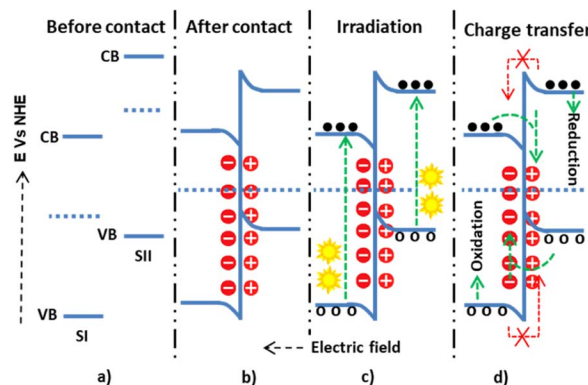 Before contact
After contact
Irradiation
Charge transfer
CB
CB
VB
SII
VB
SI
E Vs NHE
Reduction
Oxidation
Electric field
a)
b)
c)
d)